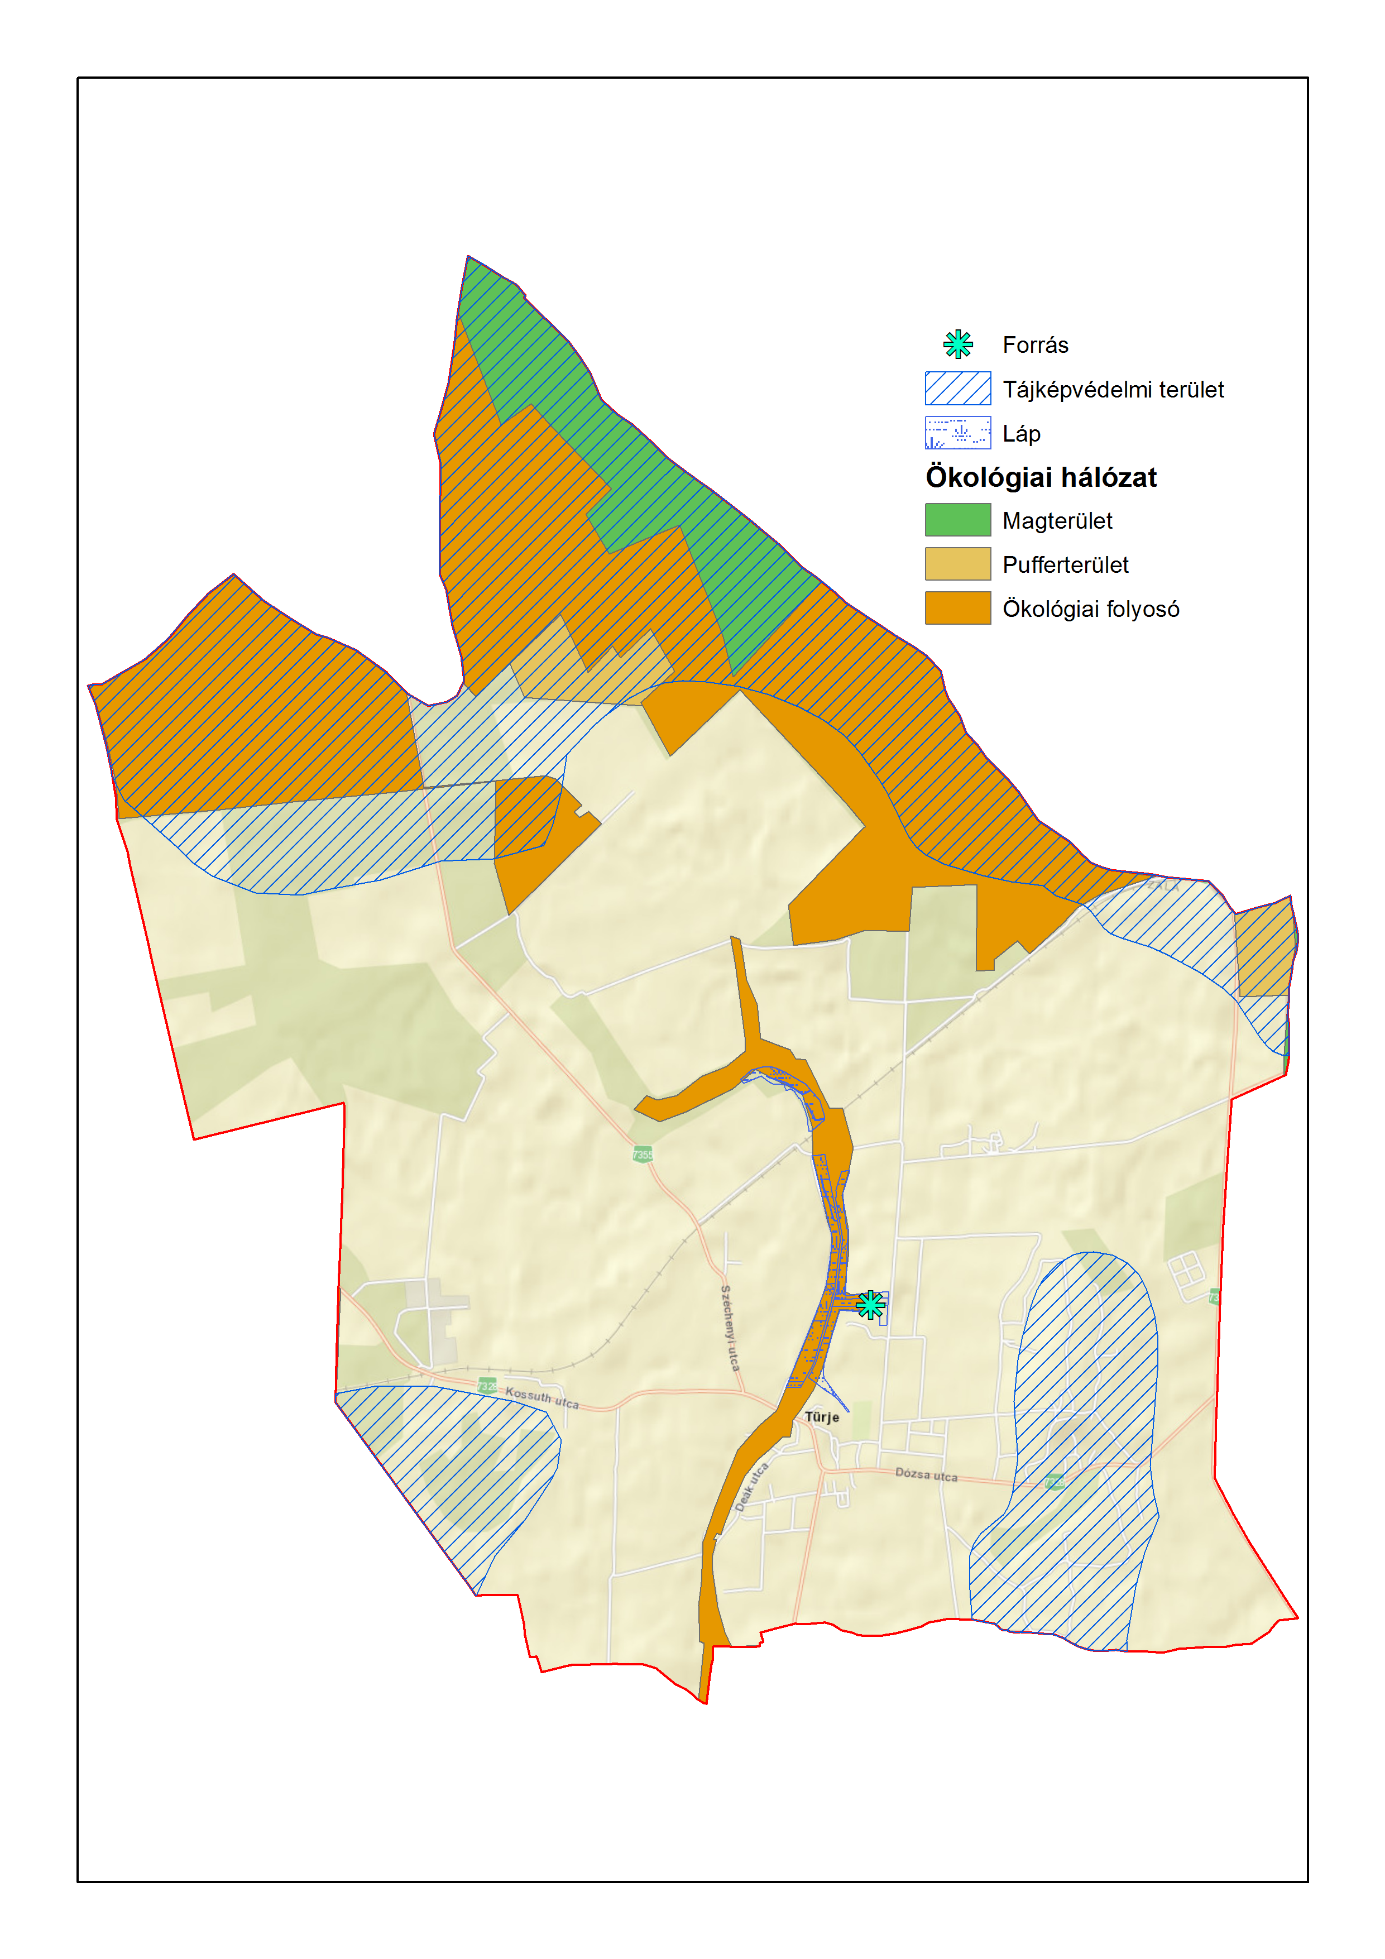 Forrás
Tájképvédelmi terület
Láp
Ökológiai hálózat
Magterület
Pufferterület
Ökológiai folyosó
7355
Széchenyi utca
Kossuth utca
Türje
Dózsa utca
Deák utca